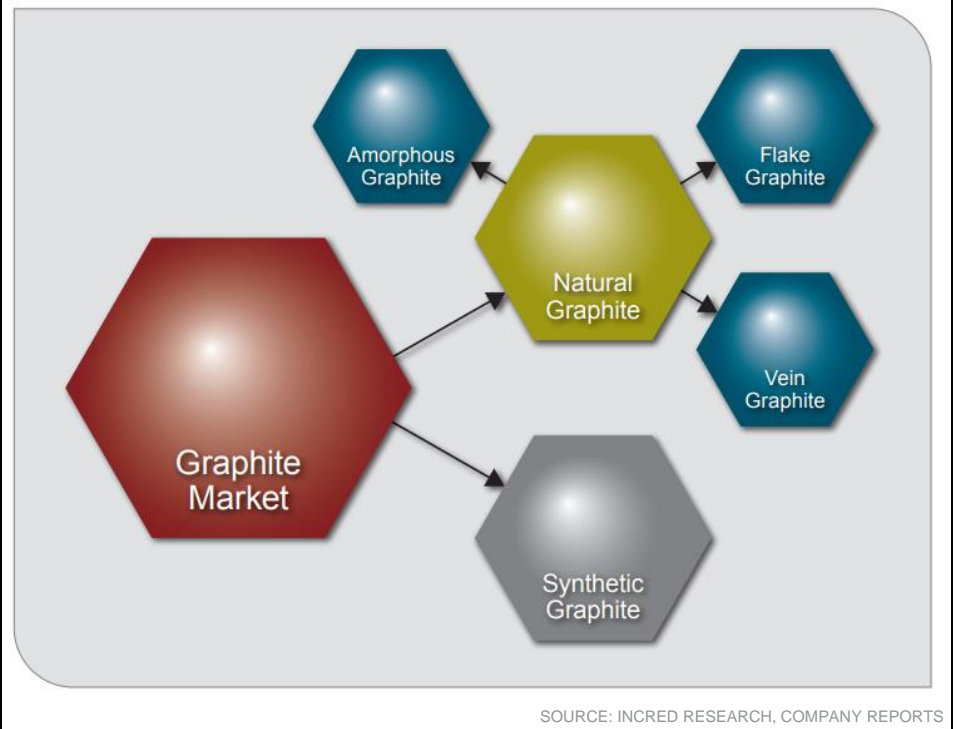 Amorphous
Graphite
Flake
Graphite
Natural
Graphite
Vein
Graphite
Graphite
Market
Synthetic
Graphite
SOURCE: INCRED RESEARCH, COMPANY REPORTS